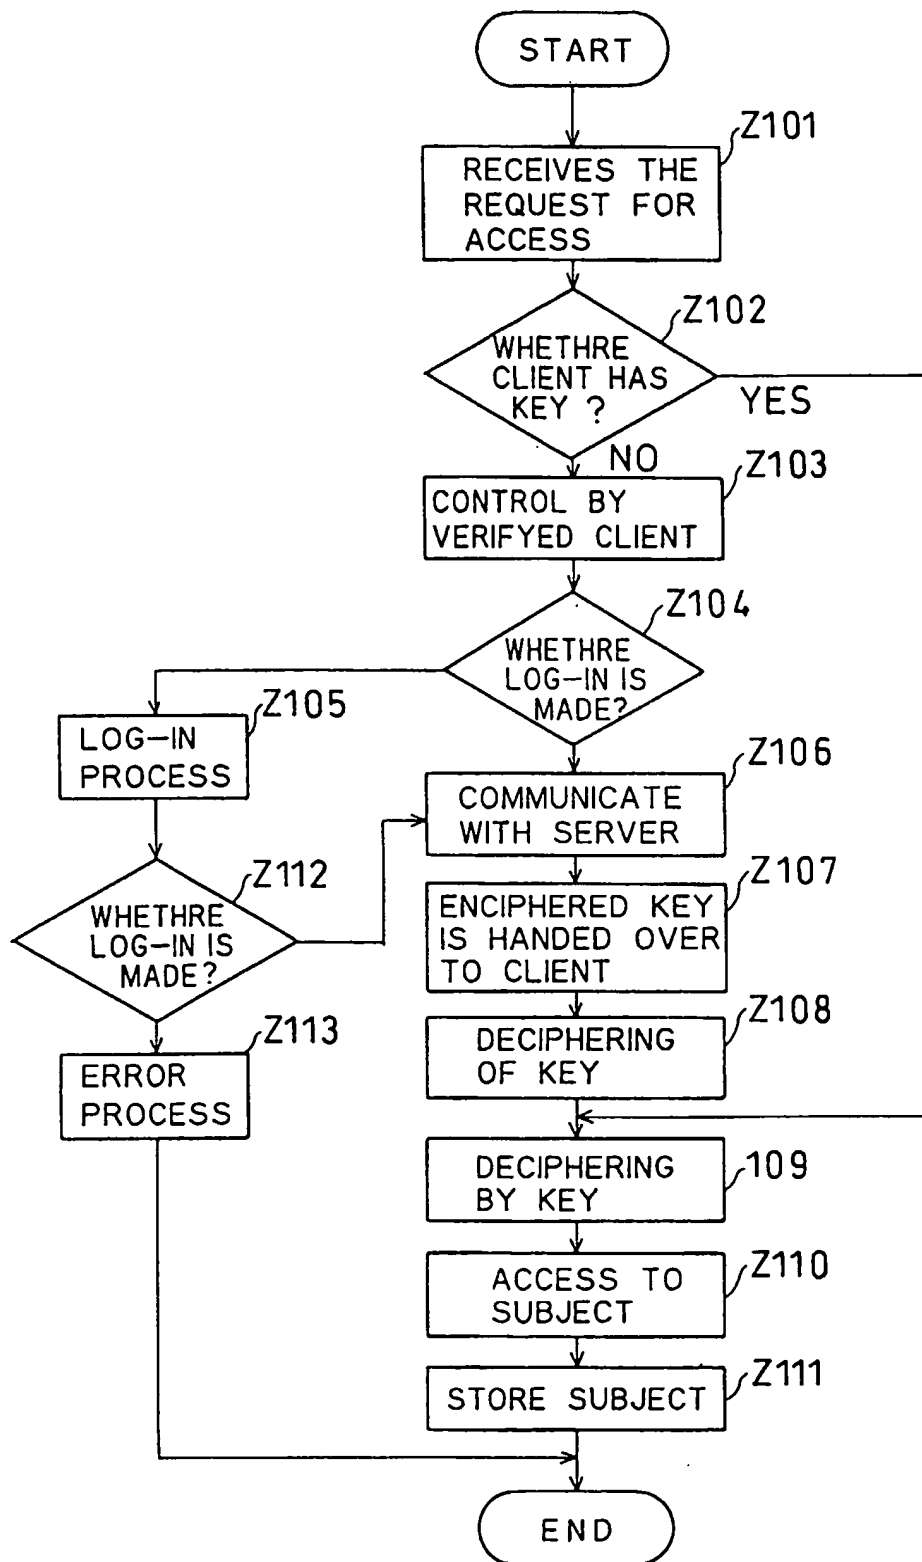 START
Z101
RECEIVES THE
REQUEST FOR
ACCESS
Z102
WHETHRE
CLIENT HAS
KEY ?
YES
NO
Z103
CONTROL BY
VERIFYED CLIENT
Z104
WHETHRE
LOG-IN IS
MADE?
Z105
LOG-IN
PROCESS
Z106
COMMUNICATE
WITH SERVER
Z112
WHETHRE
LOG-IN IS
MADE?
Z107
ENCIPHERED KEY
IS HANDED OVER
TO CLIENT
Z113
ERROR
PROCESS
Z108
DECIPHERING
OF KEY
109
DECIPHERING
BY KEY
Z110
ACCESS TO
SUBJECT
Z111
STORE SUBJECT
END